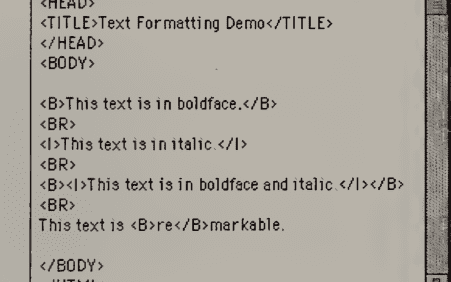 <HEAD>
<TITLE>Text Formatting Demo</TITLE>
</HEAD>
<BODY>
<B>This text is in boldface.</B>
<BR>
<I>This text is in italic.</I>
<BR>
<B><I>This text is in boldface and italic.</I></B>
<BR>
This text is <B>re</B>markable.
</BODY>